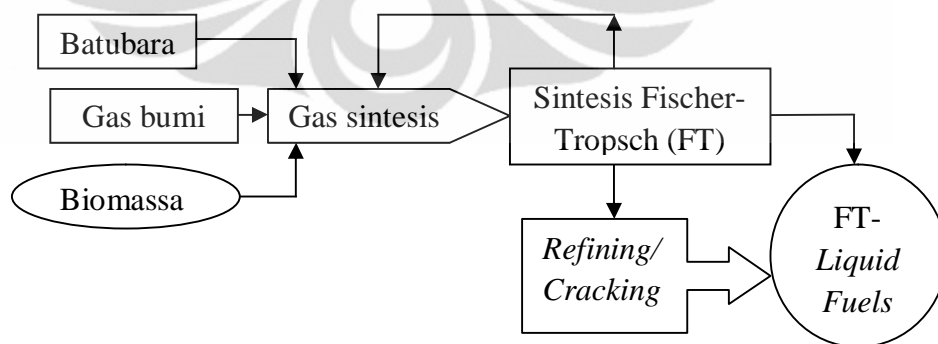 Batubara
Gas bumi
Gas sintesis
Biomassa
Sintesis Fischer-
Tropsch (FT)
Refining/
Cracking
FT-
Liquid
Fuels